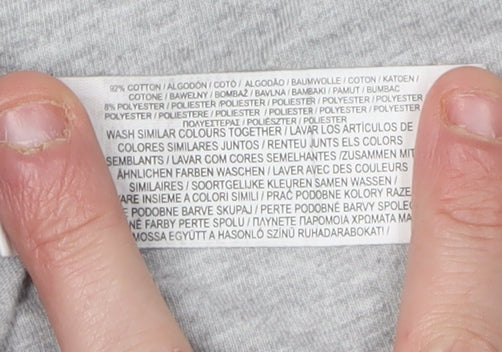 92% COTTON / ALGODÓN / COTÓ / ALGODÃO / BAUMWOLLE / COTON / KATOEN /
COTONE / BAWEŁNY / BOMBAŽ / BAVLNA / BAMBAKI / PAMUT / BUMBAC
8% POLYESTER / POLIÉSTER / POLIESTER / POLIÉSTER / POLYESTER / POLYESTER
POLYESTER / POLIESTERE / POLIESTER / POLIESTER / POLYESTER / POLYESTER
ΠΟΛΥΕΣΤΕΡΑΣ / POLIÉSZTER / POLIESTER
WASH SIMILAR COLOURS TOGETHER / LAVAR LOS ARTÍCULOS DE
COLORES SIMILARES JUNTOS / RENTEU JUNTS ELS COLORS
SEMBLANTS / LAVAR COM CORES SEMELHANTES /ZUSAMMEN MIT
ÄHNLICHEN FARBEN WASCHEN / LAVER AVEC DES COULEURS
SIMILAIRES / SOORTGELIJKE KLEUREN SAMEN WASSEN /
INSIEME A COLORI SIMILI / PRAĆ PODOBNE KOLORY RAZE
PODOBNE BARVE SKUPAJ / PERTE PODOBNÉ BARVY SPOLEČ
FARBY PERTE SPOLU / ΠΛΥΝΕΤΕ ΠΑΡΟΜΟΙΑ ΧΡΩΜΑΤΑ ΜΑ
MOSSA EGYÜTT A HASONLÓ SZÍNŰ RUHADARABOKAT! /